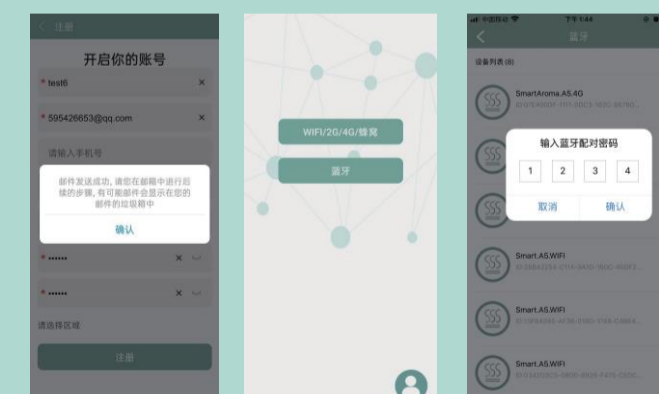 注册
开启你的账号
* test6 ×
* 595426653@qq.com ×
请输入手机号
邮件发送成功, 请您在邮箱中进行后
续的步骤, 有可能邮件会显示在您的
邮件的垃圾箱中
确认
* •••••• ×
* •••••• ×
请选择区域
注册
WIFI/2G/4G/蜂窝
蓝牙
中国移动 下午 1:44
蓝牙
设备列表 (8)
SSS
SmartAroma.A5.4G
SSS
输入蓝牙配对密码
1 2 3 4
取消 确认
SSS
SSS
Smart.A5.WIFI
SSS
Smart.A5.WIFI
SSS
Smart.A5.WIFI